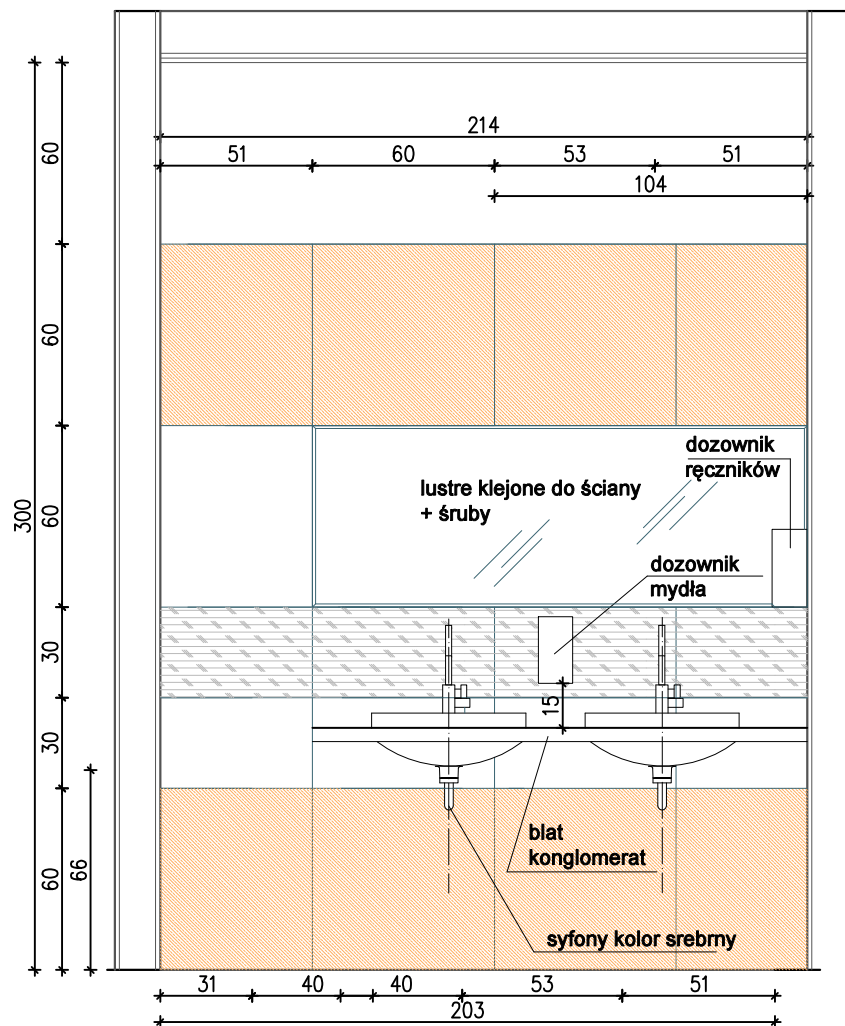 214
51 60 53 51
104
60
60
300
60
30
30
60
66
dozownik
ręczników
lustre klejone do ściany
+ śruby
dozownik
mydła
15
blat
konglomerat
syfony kolor srebrny
31 40 40 53 51
203